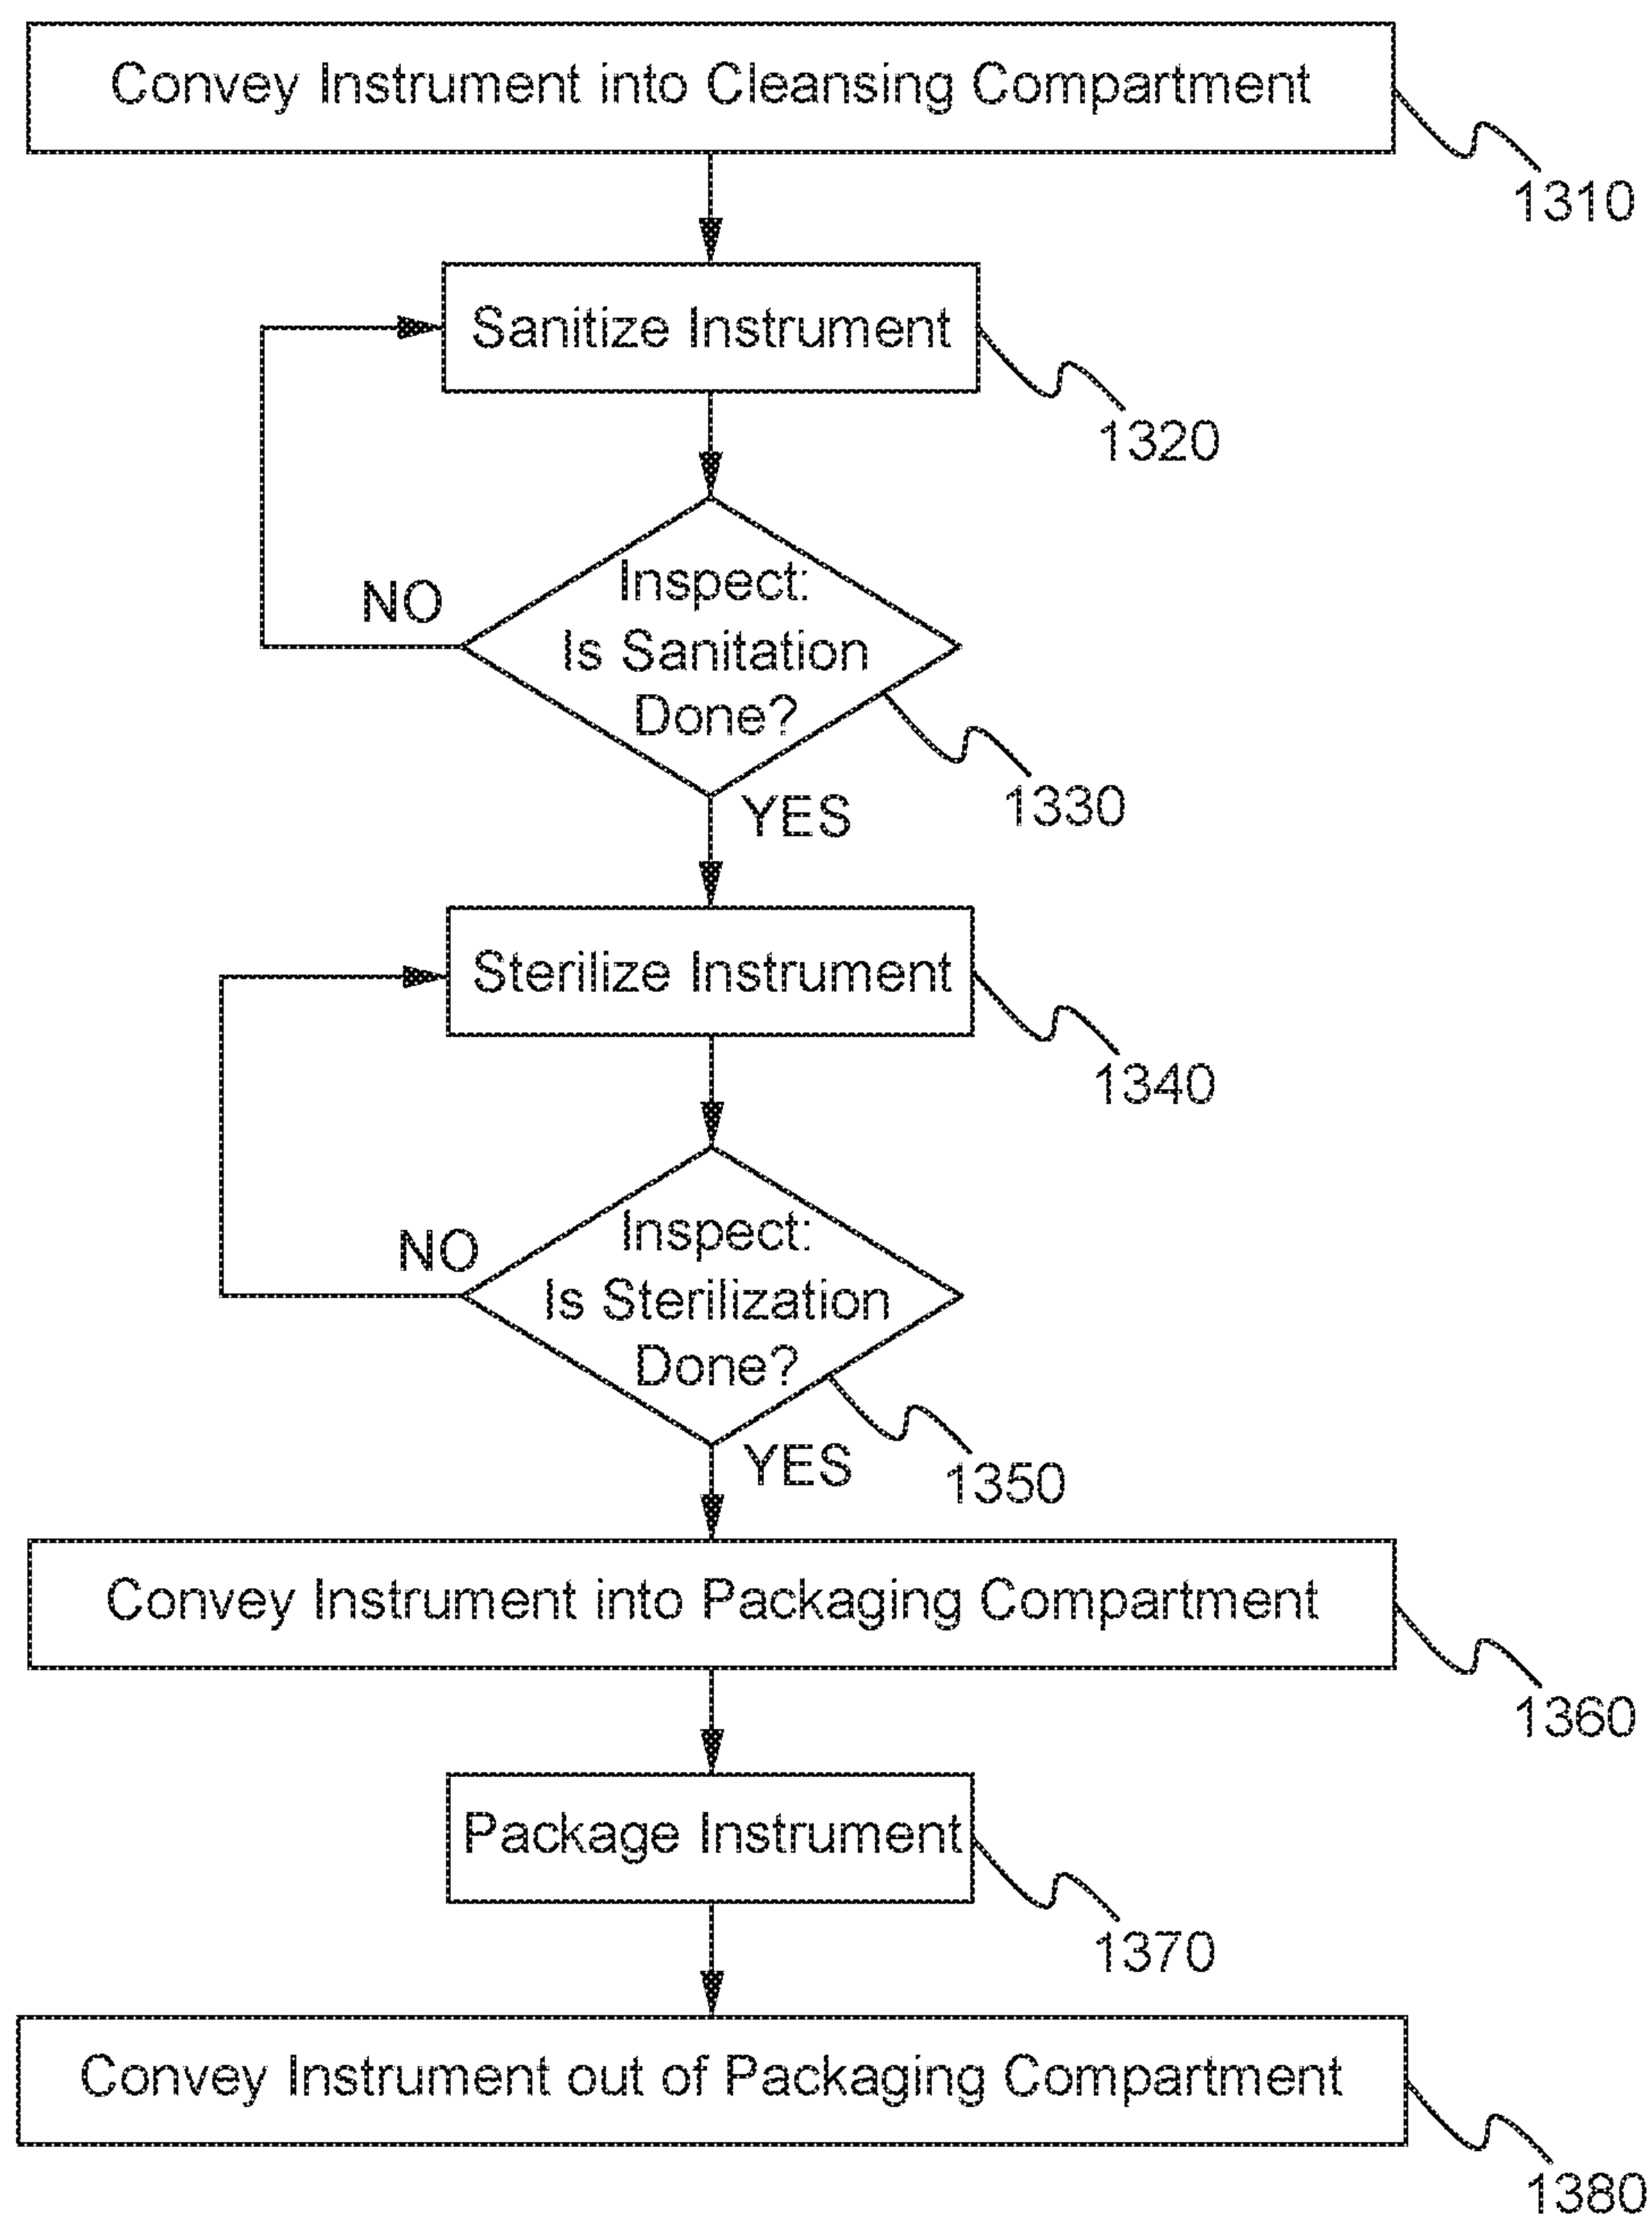 Convey Instrument into Cleansing Compartment
1310
Sanitize Instrument
1320
Inspect:
Is Sanitation
Done?
NO
1330
YES
Sterilize Instrument
1340
Inspect:
Is Sterilization
Done?
NO
1350
YES
Convey Instrument into Packaging Compartment
1360
Package Instrument
1370
Convey Instrument out of Packaging Compartment
1380